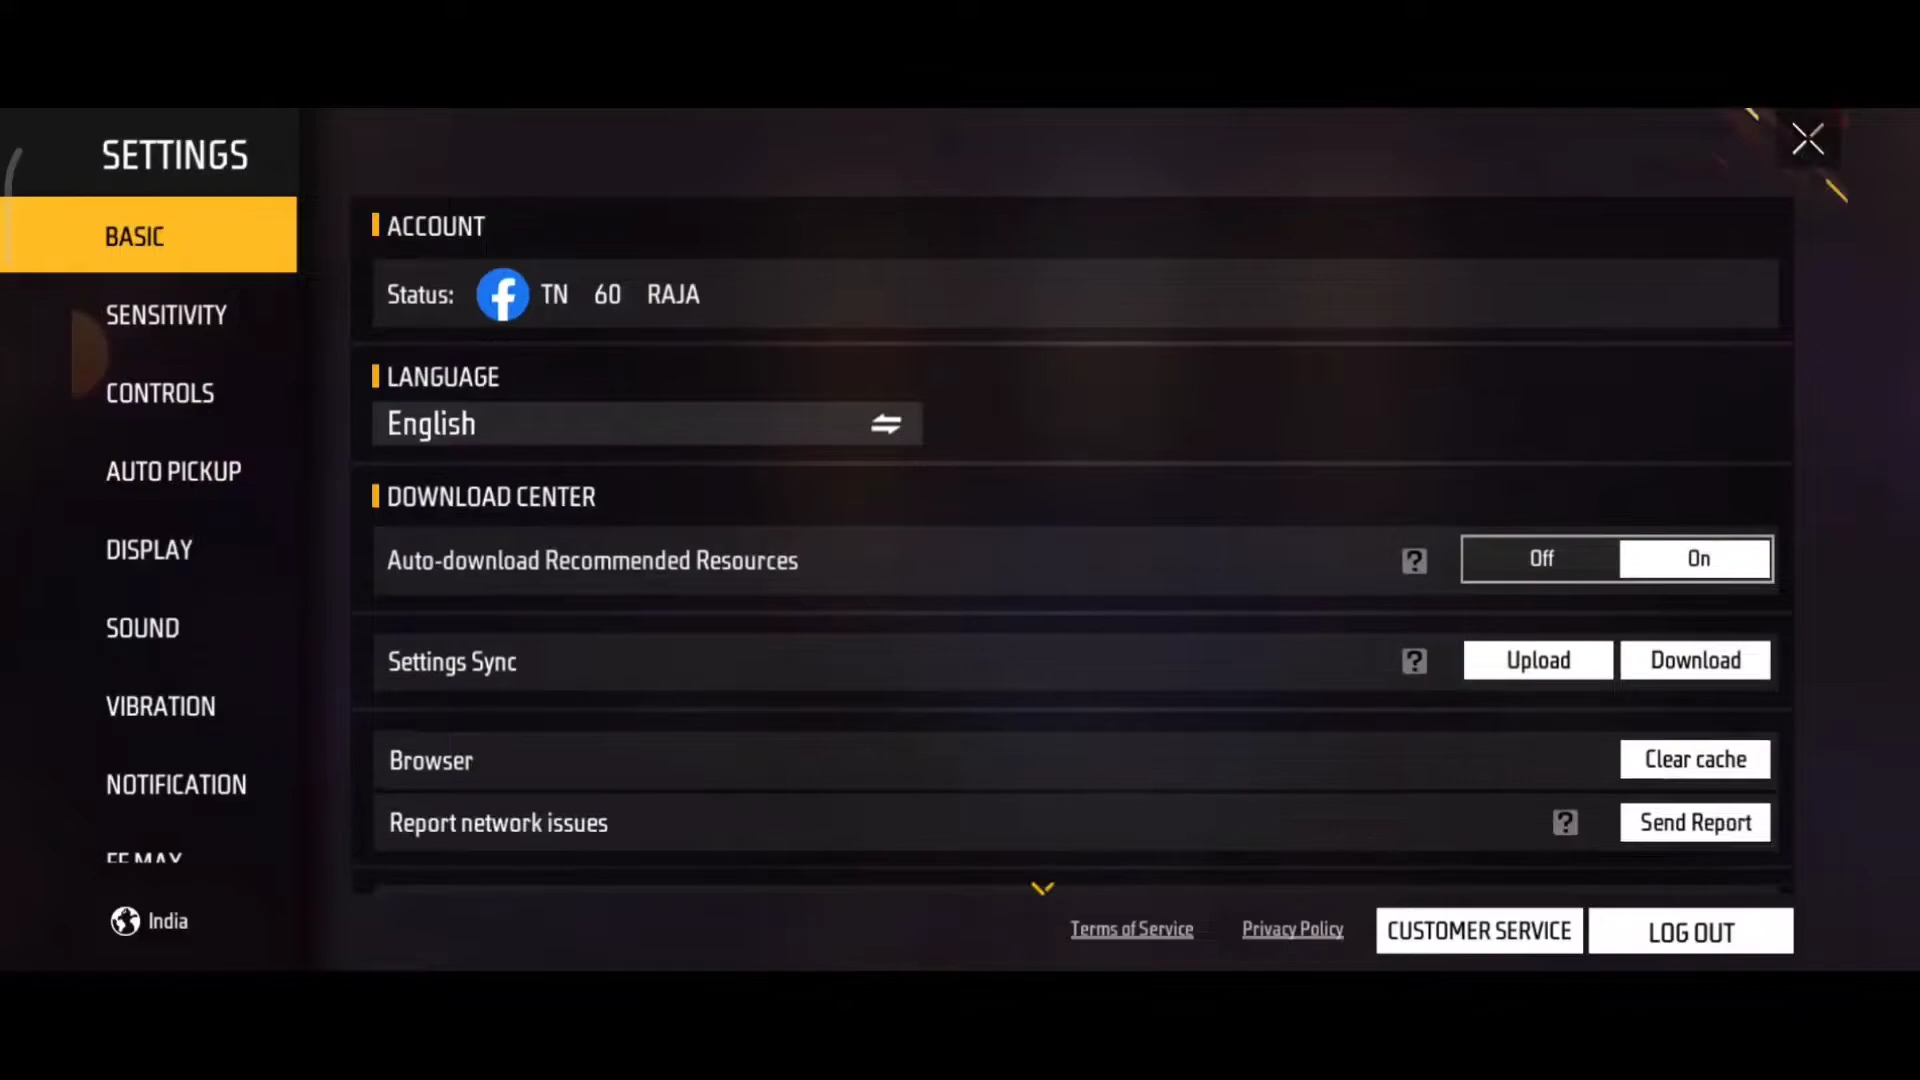 SETTINGS
BASIC
SENSITIVITY
CONTROLS
AUTO PICKUP
DISPLAY
SOUND
VIBRATION
NOTIFICATION
FF MAX
India
ACCOUNT
Status: TN 60 RAJA
LANGUAGE
English
DOWNLOAD CENTER
Auto-download Recommended Resources ? Off On
Settings Sync ? Upload Download
Browser Clear cache
Report network issues ? Send Report
Terms of Service Privacy Policy CUSTOMER SERVICE LOG OUT